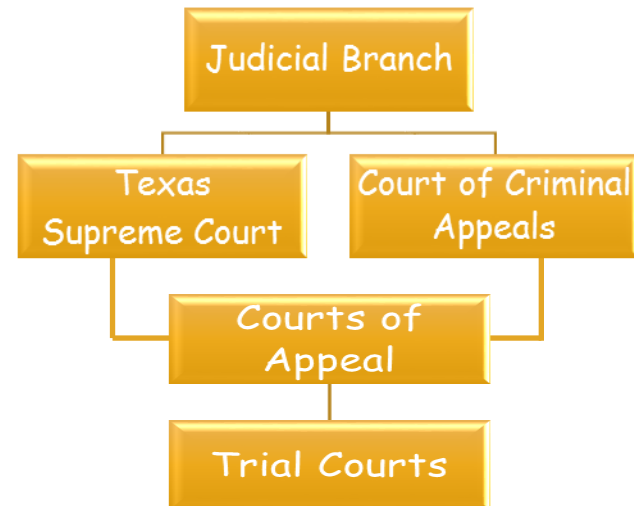 Judicial Branch
Texas
Supreme Court
Court of Criminal
Appeals
Courts of
Appeal
Trial Courts